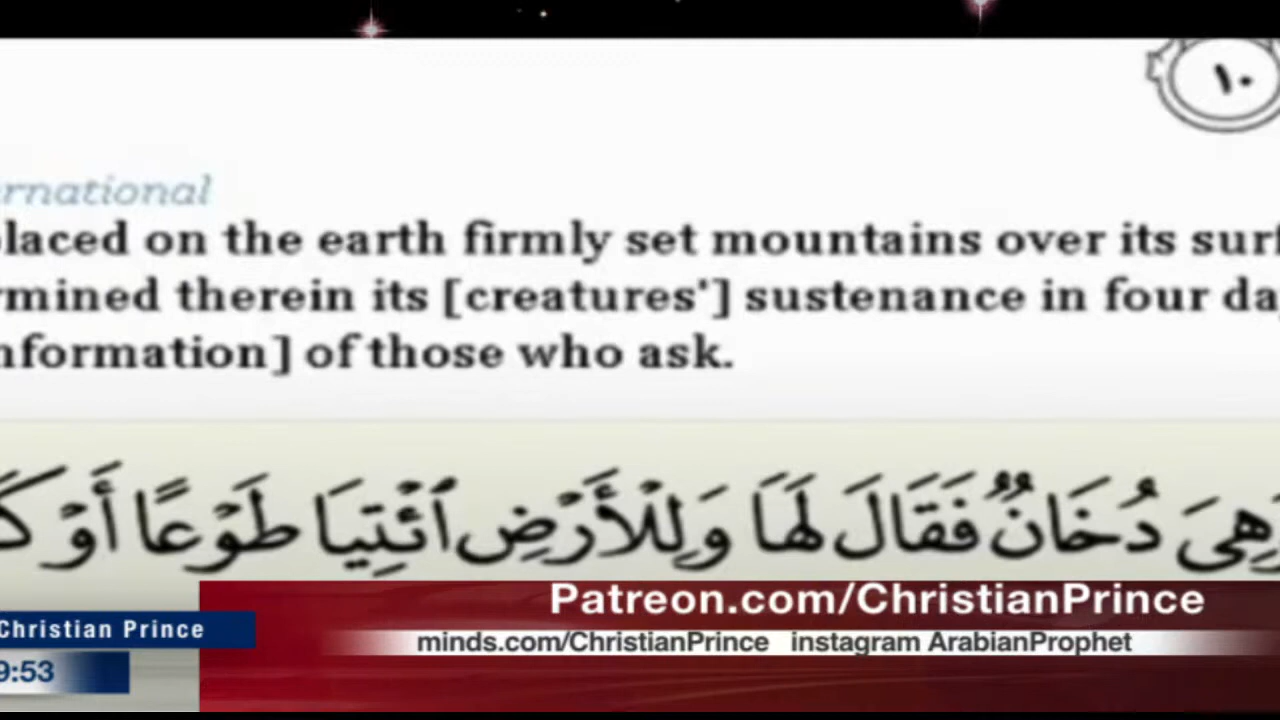 ١٠
rnational
laced on the earth firmly set mountains over its sur
rmined therein its [creatures'] sustenance in four da
nformation] of those who ask.
وَهِىَ دُخَانٌ فَقَالَ لَهَا وَلِلْأَرْضِ ٱئْتِيَا طَوْعًا أَوْ كَ
Patreon.com/ChristianPrince
Christian Prince
minds.com/ChristianPrince instagram ArabianProphet
9:53